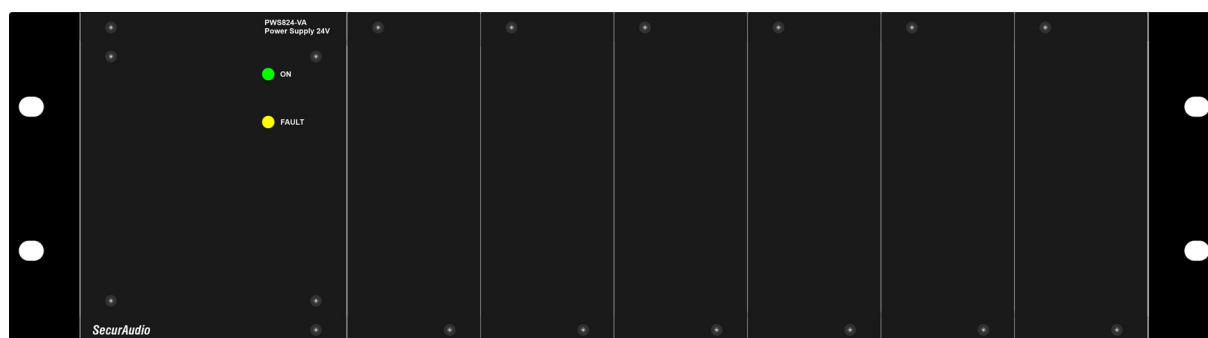 PWS824-VA
Power Supply 24V
ON
FAULT
SecurAudio